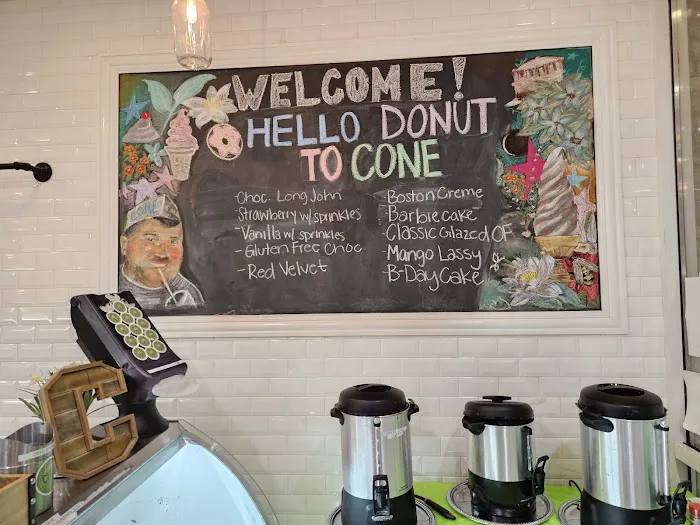 WELCOME!
HELLO DONUT
TO CONE
-Choc. Long John
-Strawberry w/ sprinkles
-Vanilla w/ sprinkles
-Gluten Free Choc.
-Red Velvet
-Boston Creme
-Barbie cake
-Classic Glazed OF
-Mango Lassy
-B-Day Cake
CONE
C